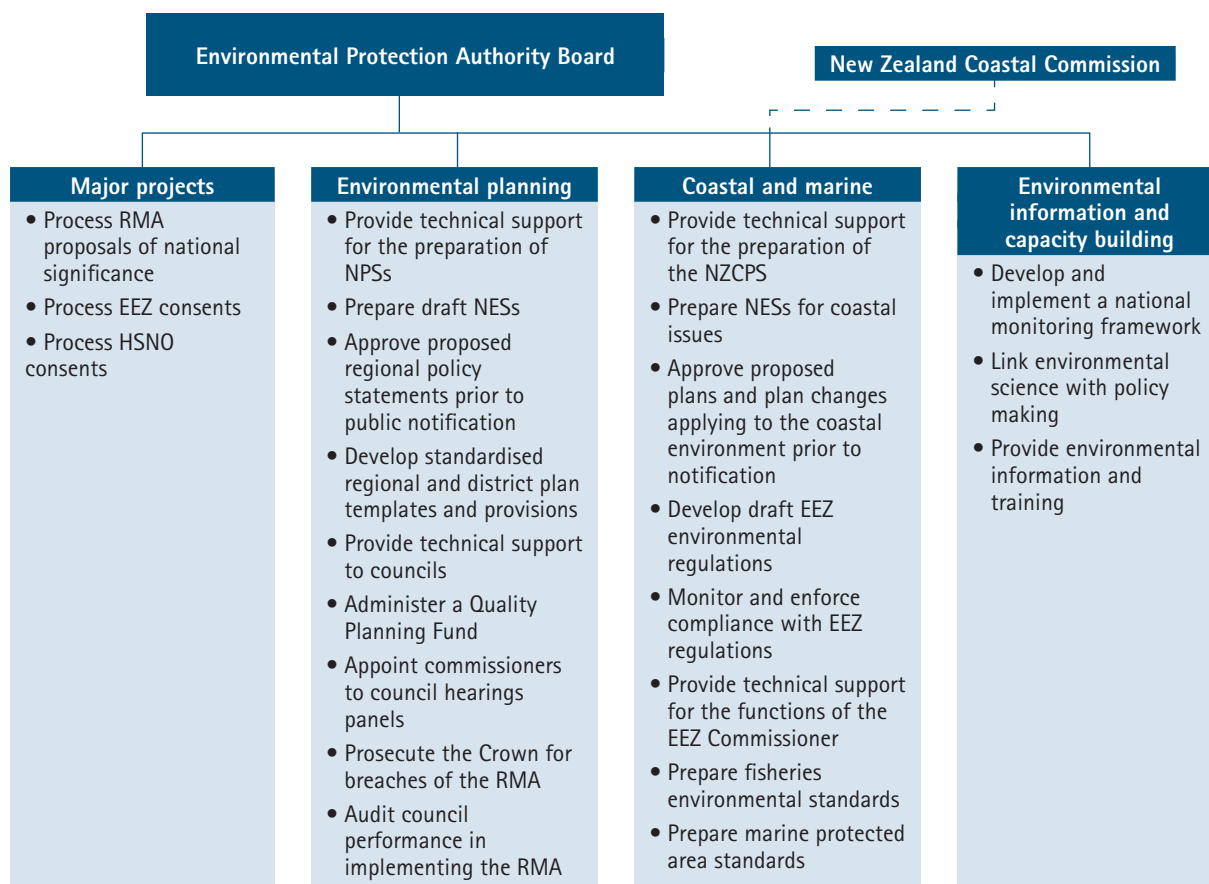 Environmental Protection Authority Board
New Zealand Coastal Commission
Major projects
• Process RMA
proposals of national
significance
• Process EEZ consents
• Process HSNO
consents
Environmental planning
• Provide technical support
for the preparation of
NPSs
• Prepare draft NESs
• Approve proposed
regional policy
statements prior to
public notification
• Develop standardised
regional and district plan
templates and provisions
• Provide technical support
to councils
• Administer a Quality
Planning Fund
• Appoint commissioners
to council hearings
panels
• Prosecute the Crown for
breaches of the RMA
• Audit council
performance in
implementing the RMA
Coastal and marine
• Provide technical support
for the preparation of
the NZCPS
• Prepare NESs for coastal
issues
• Approve proposed
plans and plan changes
applying to the coastal
environment prior to
notification
• Develop draft EEZ
environmental
regulations
• Monitor and enforce
compliance with EEZ
regulations
• Provide technical support
for the functions of the
EEZ Commissioner
• Prepare fisheries
environmental standards
• Prepare marine protected
area standards
Environmental
information and
capacity building
• Develop and
implement a national
monitoring framework
• Link environmental
science with policy
making
• Provide environmental
information and
training